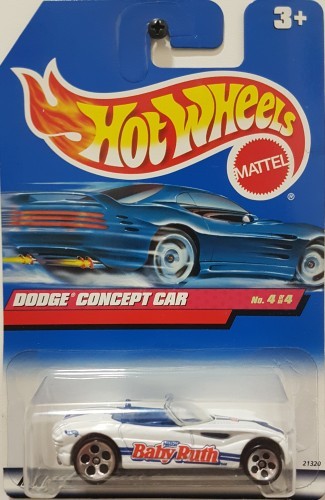 3+
Hot Wheels
MATTEL
®
DODGE® CONCEPT CAR
No. 4 of 4
Baby Ruth
21320